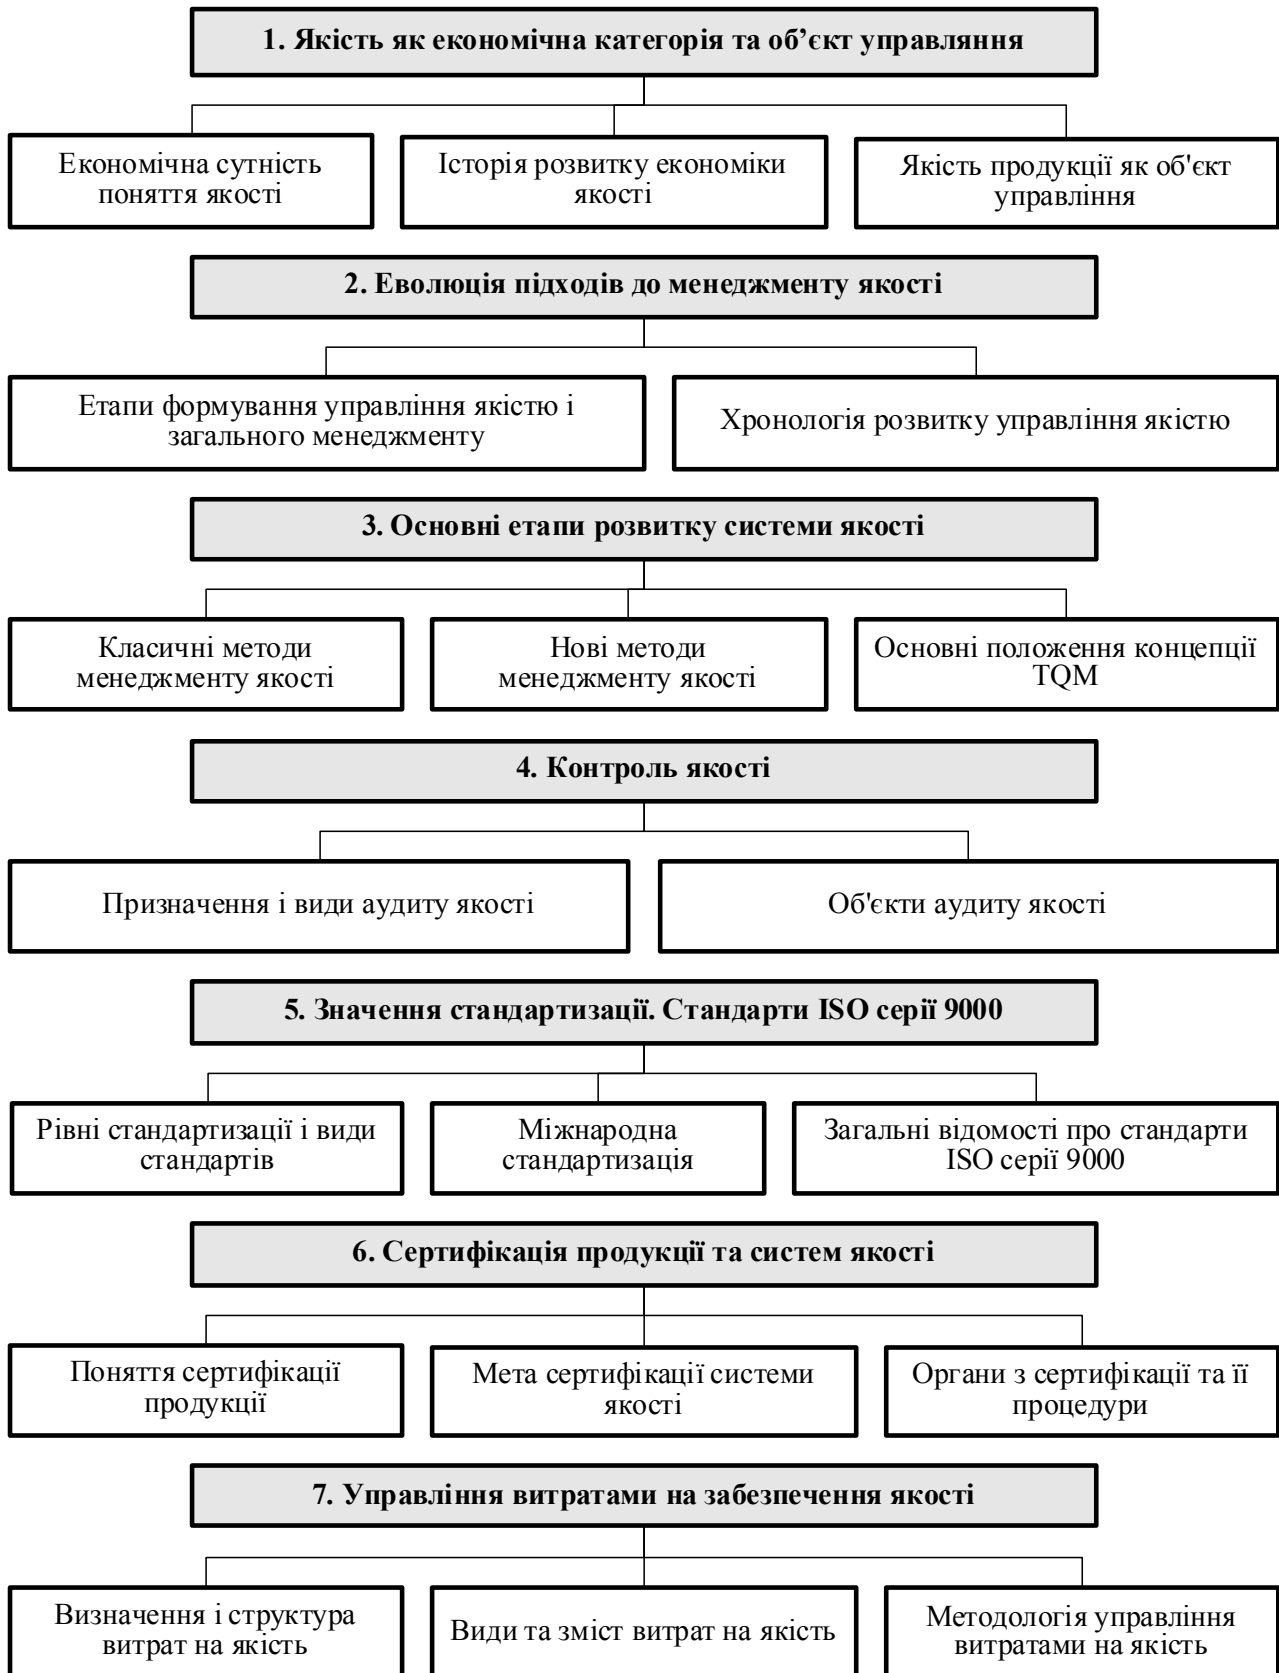 1. Якість як економічна категорія та об’єкт управляння
Економічна сутність
поняття якості
Історія розвитку економіки
якості
Якість продукції як об'єкт
управління
2. Еволюція підходів до менеджменту якості
Етапи формування управління якістю і
загального менеджменту
Хронологія розвитку управління якістю
3. Основні етапи розвитку системи якості
Класичні методи
менеджменту якості
Нові методи
менеджменту якості
Основні положення концепції
TQM
4. Контроль якості
Призначення і види аудиту якості
Об'єкти аудиту якості
5. Значення стандартизації. Стандарти ISO серії 9000
Рівні стандартизації і види
стандартів
Міжнародна
стандартизація
Загальні відомості про стандарти
ISO серії 9000
6. Сертифікація продукції та систем якості
Поняття сертифікації
продукції
Мета сертифікації системи
якості
Органи з сертифікації та її
процедури
7. Управління витратами на забезпечення якості
Визначення і структура
витрат на якість
Види та зміст витрат на якість
Методологія управління
витратами на якість